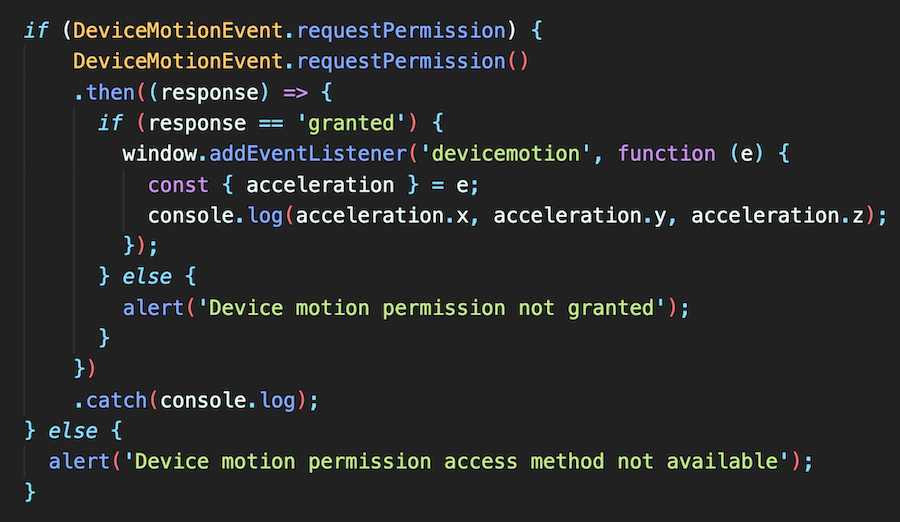 if (DeviceMotionEvent.requestPermission) {
    DeviceMotionEvent.requestPermission()
    .then((response) => {
      if (response == 'granted') {
        window.addEventListener('devicemotion', function (e) {
          const { acceleration } = e;
          console.log(acceleration.x, acceleration.y, acceleration.z);
        });
      } else {
        alert('Device motion permission not granted');
      }
    })
    .catch(console.log);
} else {
  alert('Device motion permission access method not available');
}